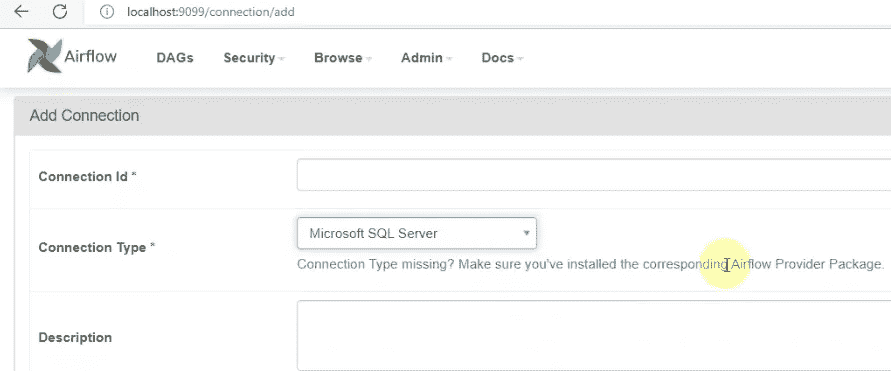 localhost:9099/connection/add
Airflow DAGs Security Browse Admin Docs
Add Connection
Connection Id *
Connection Type * Microsoft SQL Server
Connection Type missing? Make sure you've installed the corresponding Airflow Provider Package.
Description